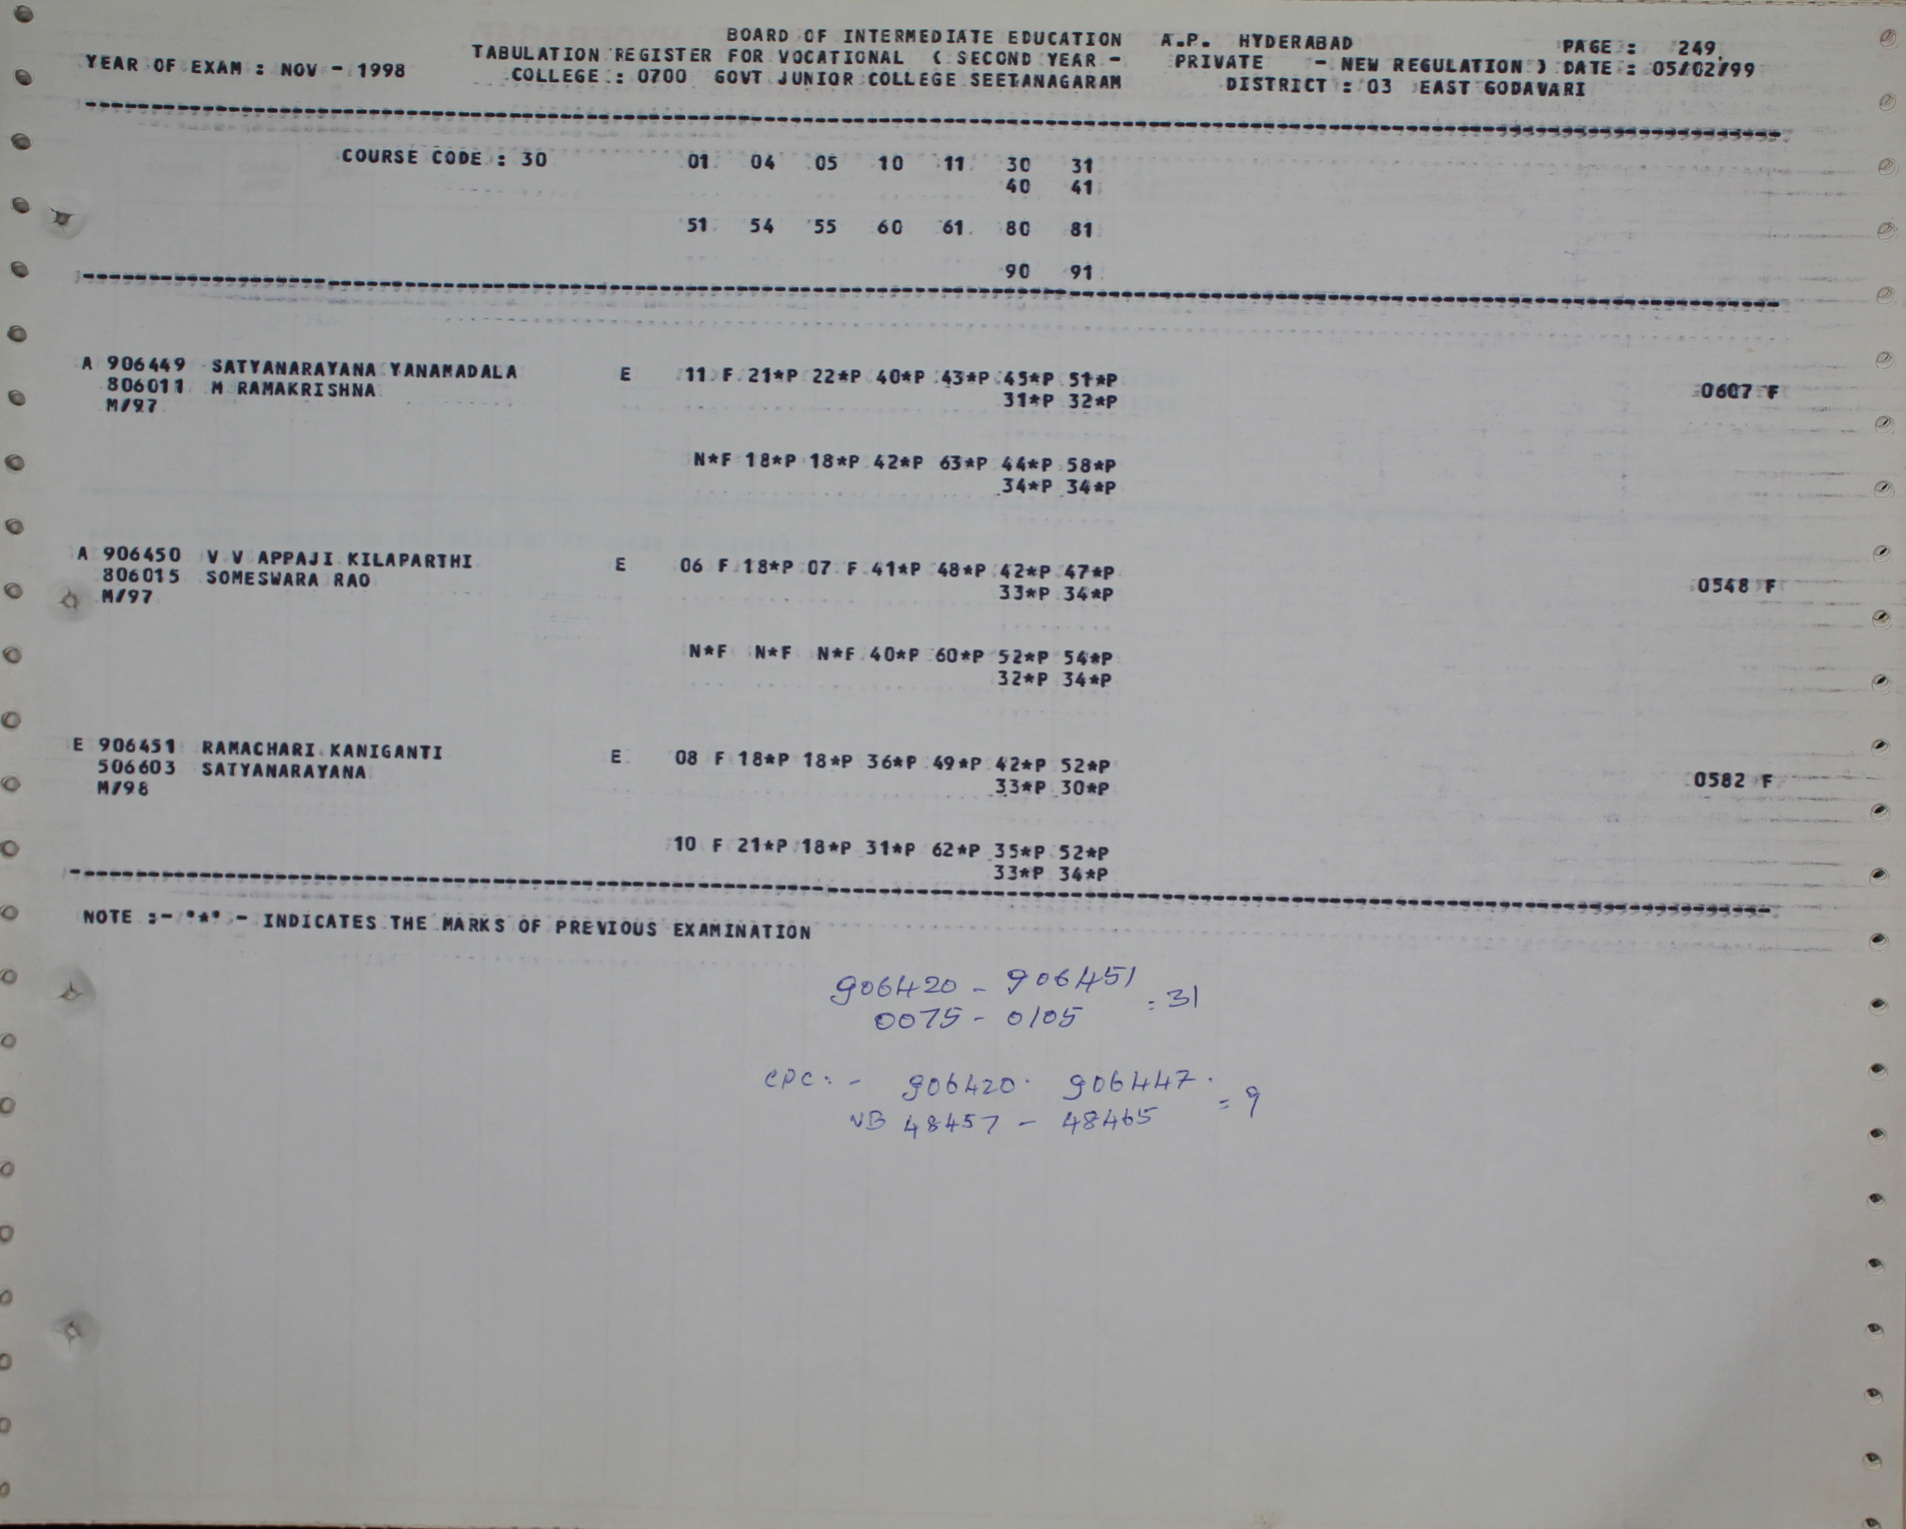 BOARD OF INTERMEDIATE EDUCATION A.P. HYDERABAD PAGE : 249
YEAR OF EXAM : NOV - 1998 TABULATION REGISTER FOR VOCATIONAL ( SECOND YEAR - PRIVATE - NEW REGULATION ) DATE : 05/02/99
COLLEGE : 0700 GOVT JUNIOR COLLEGE SEETANAGARAM DISTRICT : 03 EAST GODAVARI
COURSE CODE : 30 01 04 05 10 11 30 31
40 41
51 54 55 60 61 80 81
90 91
A 906449 SATYANARAYANA YANAMADALA E 11 F 21*P 22*P 40*P 43*P 45*P 51*P
806011 M RAMAKRISHNA 31*P 32*P 0607 F
M/97
N*F 18*P 18*P 42*P 63*P 44*P 58*P
34*P 34*P
A 906450 V V APPAJI KILAPARTHI E 06 F 18*P 07 F 41*P 48*P 42*P 47*P
806015 SOMESWARA RAO 33*P 34*P 0548 F
M/97
N*F N*F N*F 40*P 60*P 52*P 54*P
32*P 34*P
E 906451 RAMACHARI KANIGANTI E 08 F 18*P 18*P 36*P 49*P 42*P 52*P
506603 SATYANARAYANA 33*P 30*P 0582 F
M/98
10 F 21*P 18*P 31*P 62*P 35*P 52*P
33*P 34*P
NOTE :- "*" - INDICATES THE MARKS OF PREVIOUS EXAMINATION
906420 - 906451
0075 - 0105 = 31
CPC: - 906420. 906447.
NB 48457 - 48465 = 9